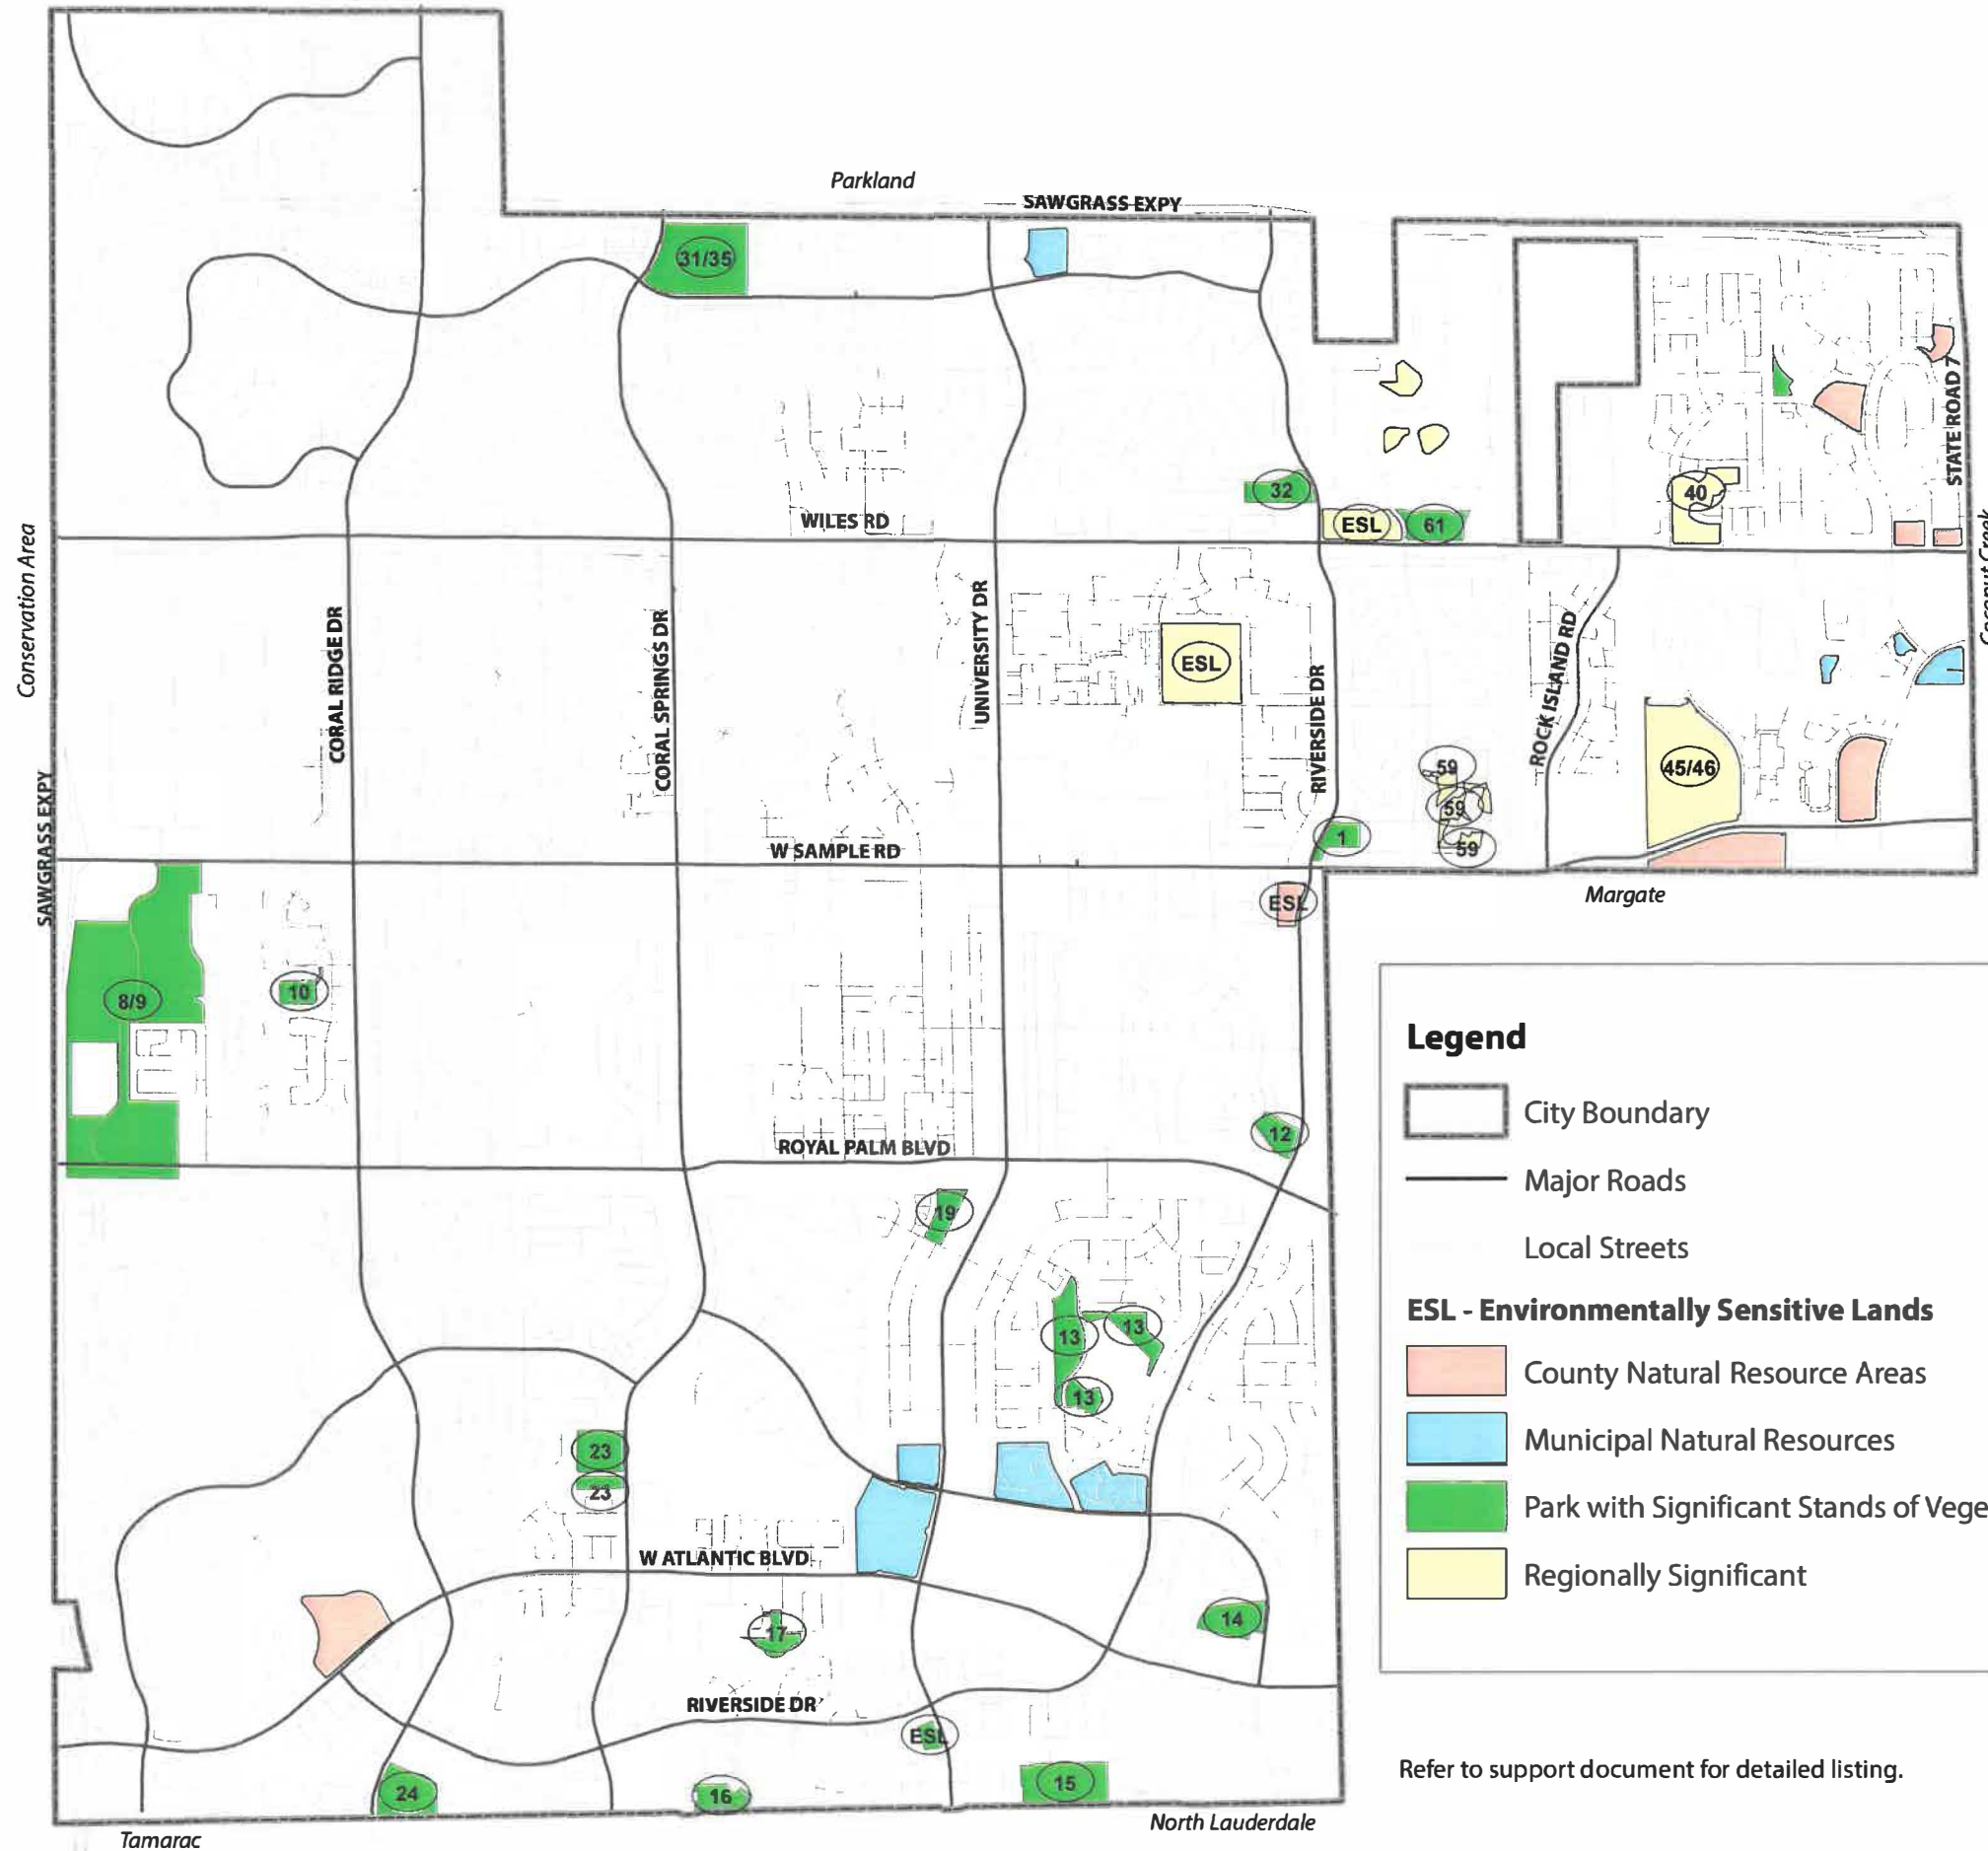 Parkland
SAWGRASS EXPY
31/35
STATE ROAD 7
32
40
WILES RD
ESL
61
Conservation Area
Coconut Creek
CORAL RIDGE DR
CORAL SPRINGS DR
UNIVERSITY DR
ESL
RIVERSIDE DR
ROCK ISLAND RD
59
45/46
59
1
59
SAWGRASS EXPY
W SAMPLE RD
ESL
Margate
8/9
10
12
ROYAL PALM BLVD
19
13
13
13
23
23
W ATLANTIC BLVD
14
17
RIVERSIDE DR
ESL
24
16
15
North Lauderdale
Tamarac
Legend
City Boundary
Major Roads
Local Streets
ESL - Environmentally Sensitive Lands
County Natural Resource Areas
Municipal Natural Resources
Park with Significant Stands of Vege
Regionally Significant
Refer to support document for detailed listing.